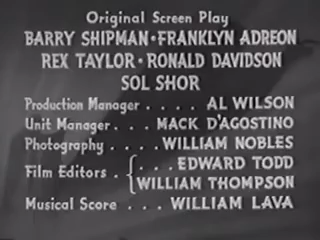 Original Screen Play
BARRY SHIPMAN·FRANKLYN ADREON
REX TAYLOR·RONALD DAVIDSON
SOL SHOR
Production Manager . . . . AL WILSON
Unit Manager . . . MACK D'AGOSTINO
Photography . . . . WILLIAM NOBLES
Film Editors . { . . . EDWARD TODD
WILLIAM THOMPSON
Musical Score . . . WILLIAM LAVA